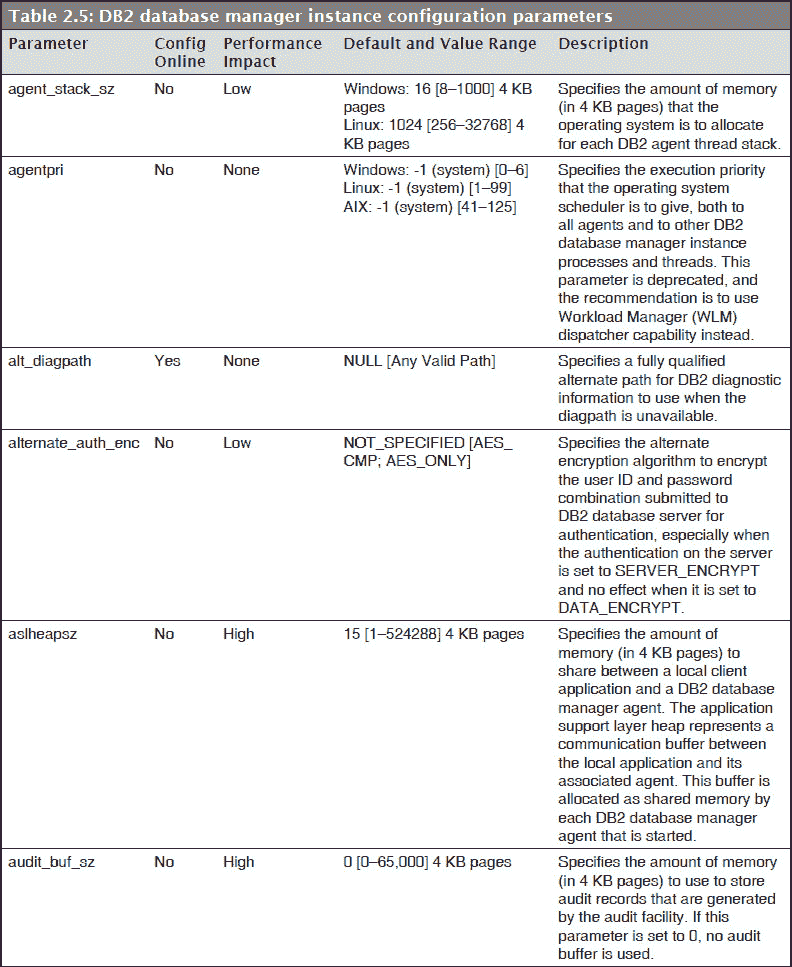 Table 2.5: DB2 database manager instance configuration parameters
Parameter Config Online Performance Impact Default and Value Range Description
agent_stack_sz No Low Windows: 16 [8–1000] 4 KB Specifies the amount of memory
pages (in 4 KB pages) that the
Linux: 1024 [256–32768] 4 operating system is to allocate
KB pages for each DB2 agent thread stack.
agentpri No None Windows: -1 (system) [0–6] Specifies the execution priority
Linux: -1 (system) [1–99] that the operating system
AIX: -1 (system) [41–125] scheduler is to give, both to
all agents and to other DB2
database manager instance
processes and threads. This
parameter is deprecated, and
the recommendation is to use
Workload Manager (WLM)
dispatcher capability instead.
alt_diagpath Yes None NULL [Any Valid Path] Specifies a fully qualified
alternate path for DB2 diagnostic
information to use when the
diagpath is unavailable.
alternate_auth_enc No Low NOT_SPECIFIED [AES_ Specifies the alternate
CMP; AES_ONLY] encryption algorithm to encrypt
the user ID and password
combination submitted to
DB2 database server for
authentication, especially when
the authentication on the server
is set to SERVER_ENCRYPT
and no effect when it is set to
DATA_ENCRYPT.
aslheapsz No High 15 [1–524288] 4 KB pages Specifies the amount of
memory (in 4 KB pages) to
share between a local client
application and a DB2 database
manager agent. The application
support layer heap represents a
communication buffer between
the local application and its
associated agent. This buffer is
allocated as shared memory by
each DB2 database manager
agent that is started.
audit_buf_sz No High 0 [0–65,000] 4 KB pages Specifies the amount of memory
(in 4 KB pages) to use to store
audit records that are generated
by the audit facility. If this
parameter is set to 0, no audit
buffer is used.